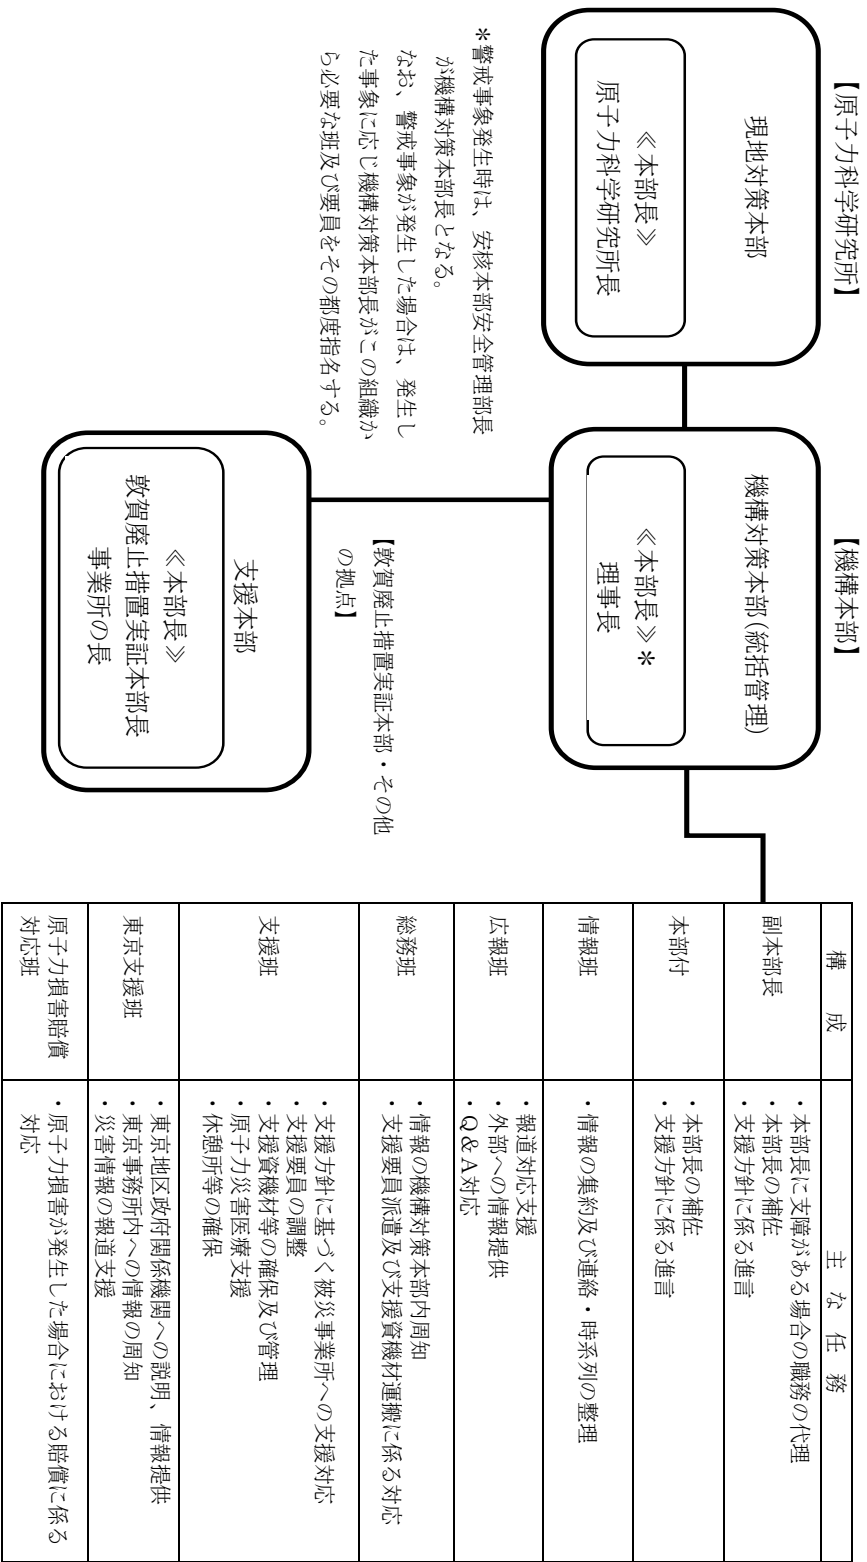 【原子力科学研究所】
現地対策本部
≪本部長≫
原子力科学研究所長
【機構本部】
機構対策本部(統括管理)
≪本部長≫*
理事長
*警戒事象発生時は、安核本部安全管理部長
が機構対策本部長となる。
なお、警戒事象が発生した場合は、発生し
た事象に応じ機構対策本部長がこの組織か
ら必要な班及び要員をその都度指名する。
【敦賀廃止措置実証本部・その他
の拠点】
支援本部
≪本部長≫
敦賀廃止措置実証本部長
事業所の長
構 成
主 な 任 務
副本部長
・本部長に支障がある場合の職務の代理
・本部長の補佐
・支援方針に係る進言
本部付
・本部長の補佐
・支援方針に係る進言
情報班
・情報の集約及び連絡・時系列の整理
広報班
・報道対応支援
・外部への情報提供
・Q&A対応
総務班
・情報の機構対策本部内周知
・支援要員派遣及び支援資機材運搬に係る対応
支援班
・支援方針に基づく被災事業所への支援対応
・支援要員の調整
・支援資機材等の確保及び管理
・原子力災害医療支援
・休憩所等の確保
東京支援班
・東京地区政府関係機関への説明、情報提供
・東京事務所内への情報の周知
・災害情報の報道支援
原子力損害賠償
対応班
・原子力損害が発生した場合における賠償に係る
対応